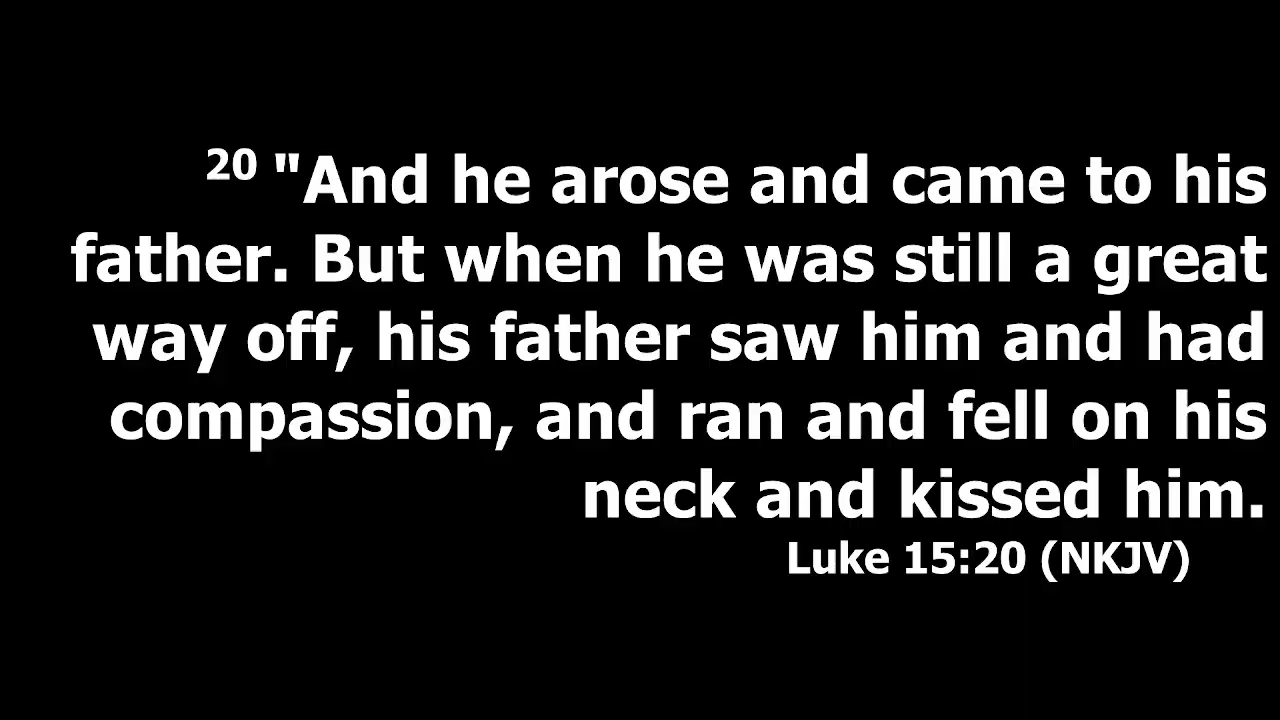 20 "And he arose and came to his
father. But when he was still a great
way off, his father saw him and had
compassion, and ran and fell on his
neck and kissed him.
Luke 15:20 (NKJV)